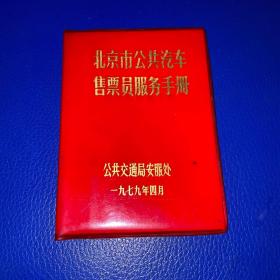 北京市公共汽车
售票员服务手册
公共交通局安服处
一九七九年四月